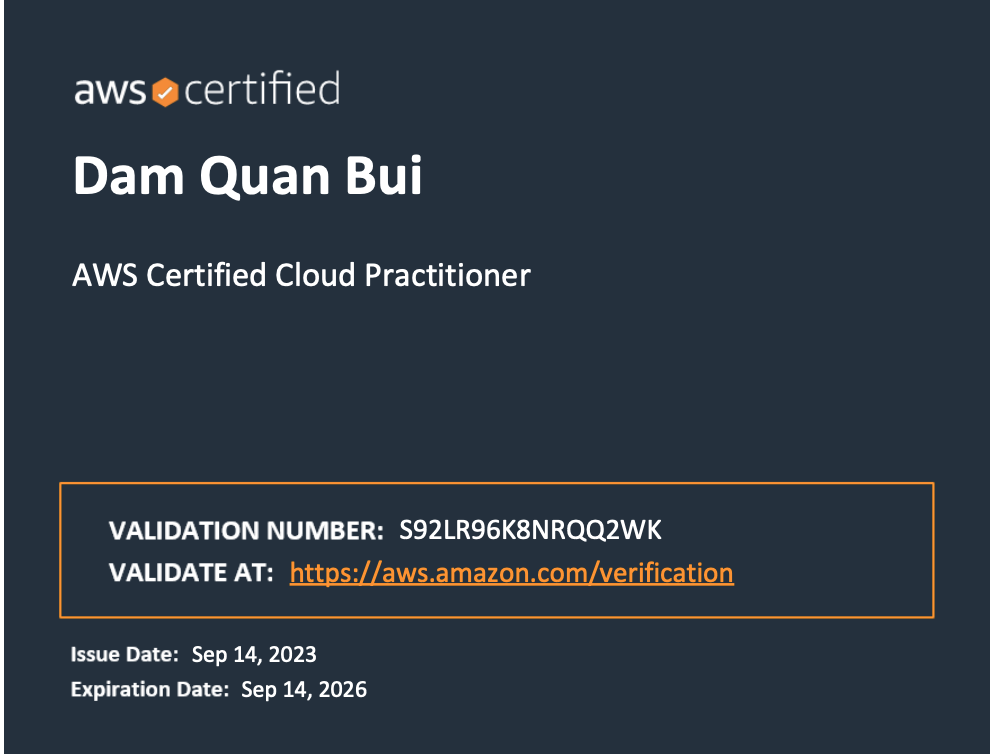 aws certified
Dam Quan Bui
AWS Certified Cloud Practitioner
VALIDATION NUMBER: S92LR96K8NRQQ2WK
VALIDATE AT: https://aws.amazon.com/verification
Issue Date: Sep 14, 2023
Expiration Date: Sep 14, 2026